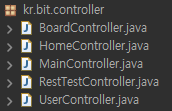 kr.bit.controller
BoardController.java
HomeController.java
MainController.java
RestTestController.java
UserController.java